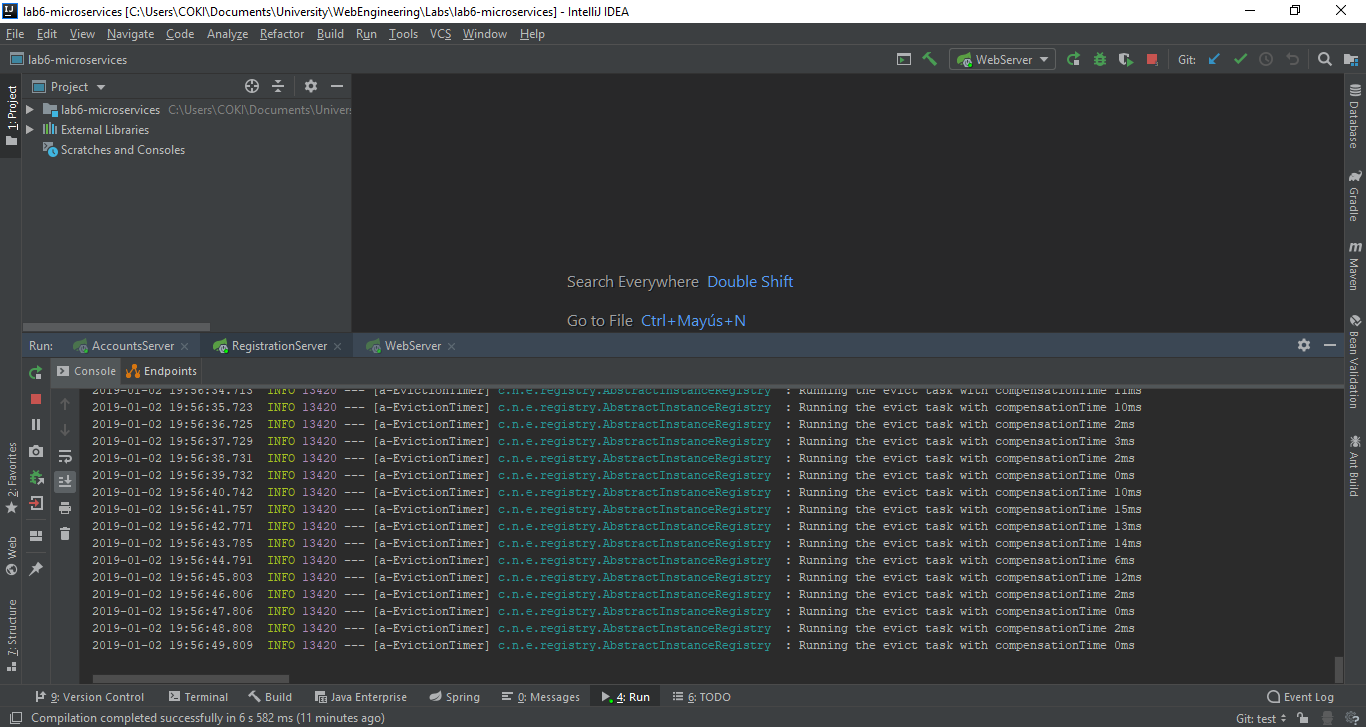 lab6-microservices [C:\Users\COKI\Documents\University\WebEngineering\Labs\lab6-microservices] - IntelliJ IDEA
File Edit View Navigate Code Analyze Refactor Build Run Tools VCS Window Help
lab6-microservices
WebServer
Git:
1: Project
Project
lab6-microservices C:\Users\COKI\Documents\Univer
External Libraries
Scratches and Consoles
Search Everywhere Double Shift
Go to File Ctrl+Mayús+N
Database
Gradle
Maven
Bean Validation
Ant Build
Run: AccountsServer RegistrationServer WebServer
Console Endpoints
2019-01-02 19:56:34.713 INFO 13420 --- [a-EvictionTimer] c.n.e.registry.AbstractInstanceRegistry : Running the evict task with compensationTime 11ms
2019-01-02 19:56:35.723 INFO 13420 --- [a-EvictionTimer] c.n.e.registry.AbstractInstanceRegistry : Running the evict task with compensationTime 10ms
2019-01-02 19:56:36.725 INFO 13420 --- [a-EvictionTimer] c.n.e.registry.AbstractInstanceRegistry : Running the evict task with compensationTime 2ms
2019-01-02 19:56:37.729 INFO 13420 --- [a-EvictionTimer] c.n.e.registry.AbstractInstanceRegistry : Running the evict task with compensationTime 3ms
2019-01-02 19:56:38.731 INFO 13420 --- [a-EvictionTimer] c.n.e.registry.AbstractInstanceRegistry : Running the evict task with compensationTime 2ms
2019-01-02 19:56:39.732 INFO 13420 --- [a-EvictionTimer] c.n.e.registry.AbstractInstanceRegistry : Running the evict task with compensationTime 0ms
2019-01-02 19:56:40.742 INFO 13420 --- [a-EvictionTimer] c.n.e.registry.AbstractInstanceRegistry : Running the evict task with compensationTime 10ms
2019-01-02 19:56:41.757 INFO 13420 --- [a-EvictionTimer] c.n.e.registry.AbstractInstanceRegistry : Running the evict task with compensationTime 15ms
2019-01-02 19:56:42.771 INFO 13420 --- [a-EvictionTimer] c.n.e.registry.AbstractInstanceRegistry : Running the evict task with compensationTime 13ms
2019-01-02 19:56:43.785 INFO 13420 --- [a-EvictionTimer] c.n.e.registry.AbstractInstanceRegistry : Running the evict task with compensationTime 14ms
2019-01-02 19:56:44.791 INFO 13420 --- [a-EvictionTimer] c.n.e.registry.AbstractInstanceRegistry : Running the evict task with compensationTime 6ms
2019-01-02 19:56:45.803 INFO 13420 --- [a-EvictionTimer] c.n.e.registry.AbstractInstanceRegistry : Running the evict task with compensationTime 12ms
2019-01-02 19:56:46.806 INFO 13420 --- [a-EvictionTimer] c.n.e.registry.AbstractInstanceRegistry : Running the evict task with compensationTime 2ms
2019-01-02 19:56:47.806 INFO 13420 --- [a-EvictionTimer] c.n.e.registry.AbstractInstanceRegistry : Running the evict task with compensationTime 0ms
2019-01-02 19:56:48.808 INFO 13420 --- [a-EvictionTimer] c.n.e.registry.AbstractInstanceRegistry : Running the evict task with compensationTime 2ms
2019-01-02 19:56:49.809 INFO 13420 --- [a-EvictionTimer] c.n.e.registry.AbstractInstanceRegistry : Running the evict task with compensationTime 0ms
2: Favorites
Web
7: Structure
9: Version Control Terminal Build Java Enterprise Spring 0: Messages 4: Run 6: TODO Event Log
Compilation completed successfully in 6 s 582 ms (11 minutes ago) Git: test